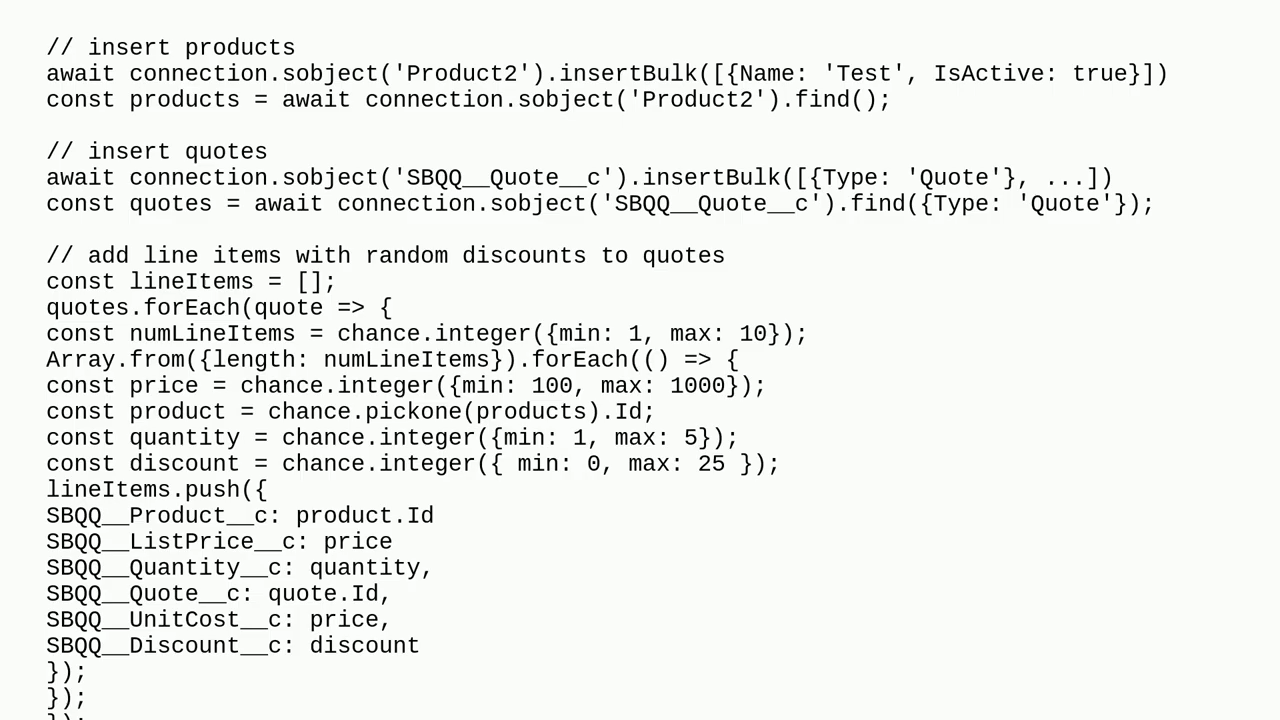 // insert products
await connection.sobject('Product2').insertBulk([{Name: 'Test', IsActive: true}])
const products = await connection.sobject('Product2').find();
// insert quotes
await connection.sobject('SBQQ__Quote__c').insertBulk([{Type: 'Quote'}, ...])
const quotes = await connection.sobject('SBQQ__Quote__c').find({Type: 'Quote'});
// add line items with random discounts to quotes
const lineItems = [];
quotes.forEach(quote => {
const numLineItems = chance.integer({min: 1, max: 10});
Array.from({length: numLineItems}).forEach(() => {
const price = chance.integer({min: 100, max: 1000});
const product = chance.pickone(products).Id;
const quantity = chance.integer({min: 1, max: 5});
const discount = chance.integer({ min: 0, max: 25 });
lineItems.push({
SBQQ__Product__c: product.Id
SBQQ__ListPrice__c: price
SBQQ__Quantity__c: quantity,
SBQQ__Quote__c: quote.Id,
SBQQ__UnitCost__c: price,
SBQQ__Discount__c: discount
});
});
});